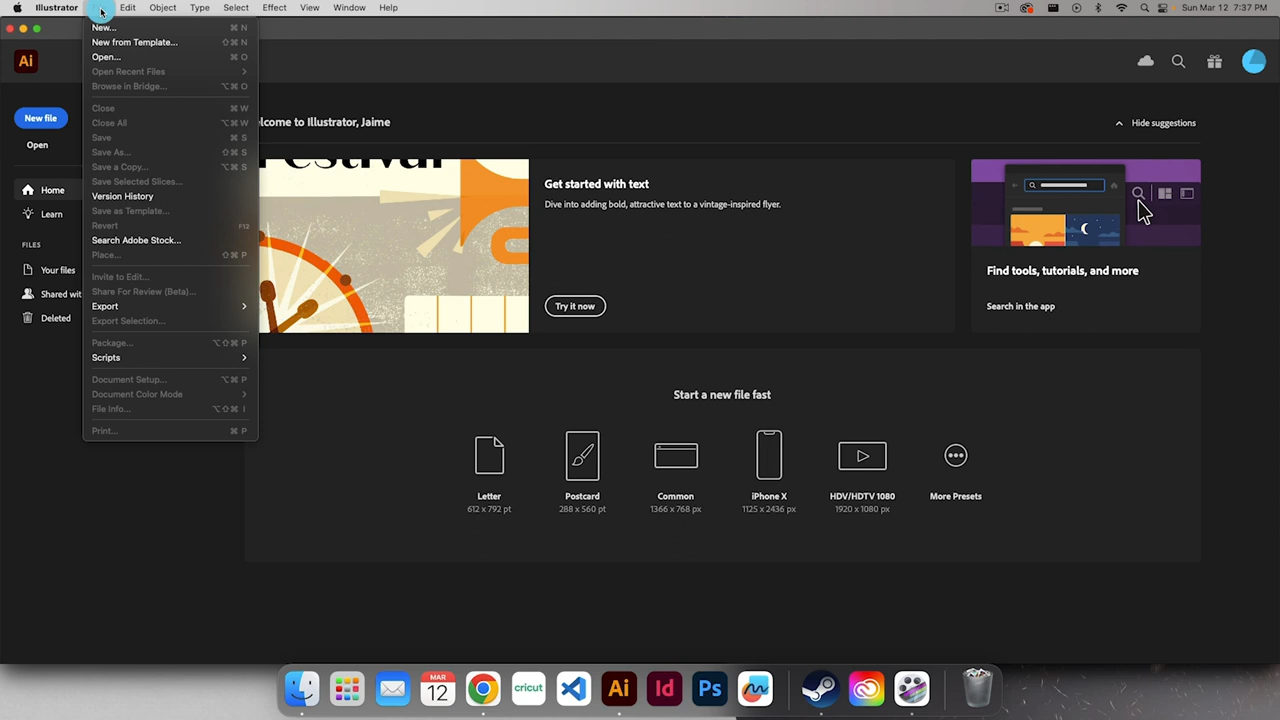 Illustrator Edit Object Type Select Effect View Window Help Sun Mar 12 7:37 PM
New... ⌘ N
New from Template... ⇧⌘ N
Open... ⌘ O
Open Recent Files >
Browse in Bridge... ⌥⌘ O
Close ⌘ W
Close All ⌥⌘ W
Save ⌘ S
Save As... ⇧⌘ S
Save a Copy... ⌥⌘ S
Save Selected Slices...
Version History
Save as Template...
Revert F12
Search Adobe Stock...
Place... ⇧⌘ P
Invite to Edit...
Share For Review (Beta)...
Export >
Export Selection...
Package... ⌥⇧⌘ P
Scripts >
Document Setup... ⌥⌘ P
Document Color Mode >
File Info... ⌥⇧⌘ I
Print... ⌘ P
Ai
New file
Open
Home
Learn
FILES
Your files
Shared wit
Deleted
lcome to Illustrator, Jaime
Hide suggestions
Festival
Get started with text
Dive into adding bold, attractive text to a vintage-inspired flyer.
Try it now
Find tools, tutorials, and more
Search in the app
Start a new file fast
Letter
612 x 792 pt
Postcard
288 x 560 pt
Common
1366 x 768 px
iPhone X
1125 x 2436 px
HDV/HDTV 1080
1920 x 1080 px
More Presets
MAR
12
cricut
Ai
Id
Ps